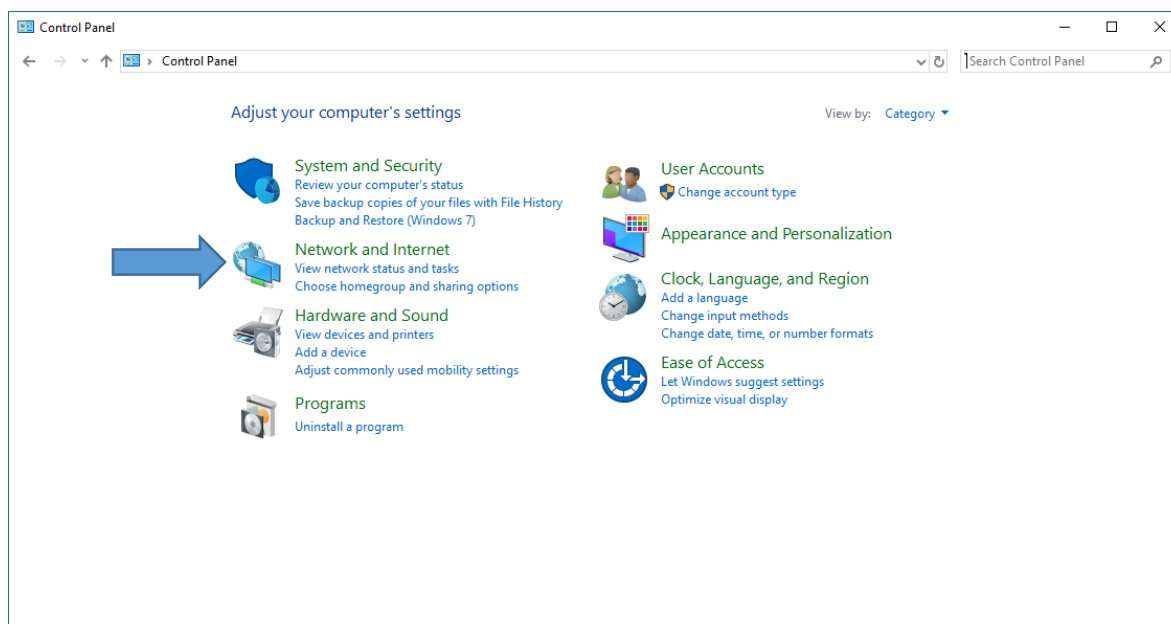 Control Panel
Control Panel
Search Control Panel
Adjust your computer's settings
View by: Category
System and Security
Review your computer's status
Save backup copies of your files with File History
Backup and Restore (Windows 7)
Network and Internet
View network status and tasks
Choose homegroup and sharing options
Hardware and Sound
View devices and printers
Add a device
Adjust commonly used mobility settings
Programs
Uninstall a program
User Accounts
Change account type
Appearance and Personalization
Clock, Language, and Region
Add a language
Change input methods
Change date, time, or number formats
Ease of Access
Let Windows suggest settings
Optimize visual display